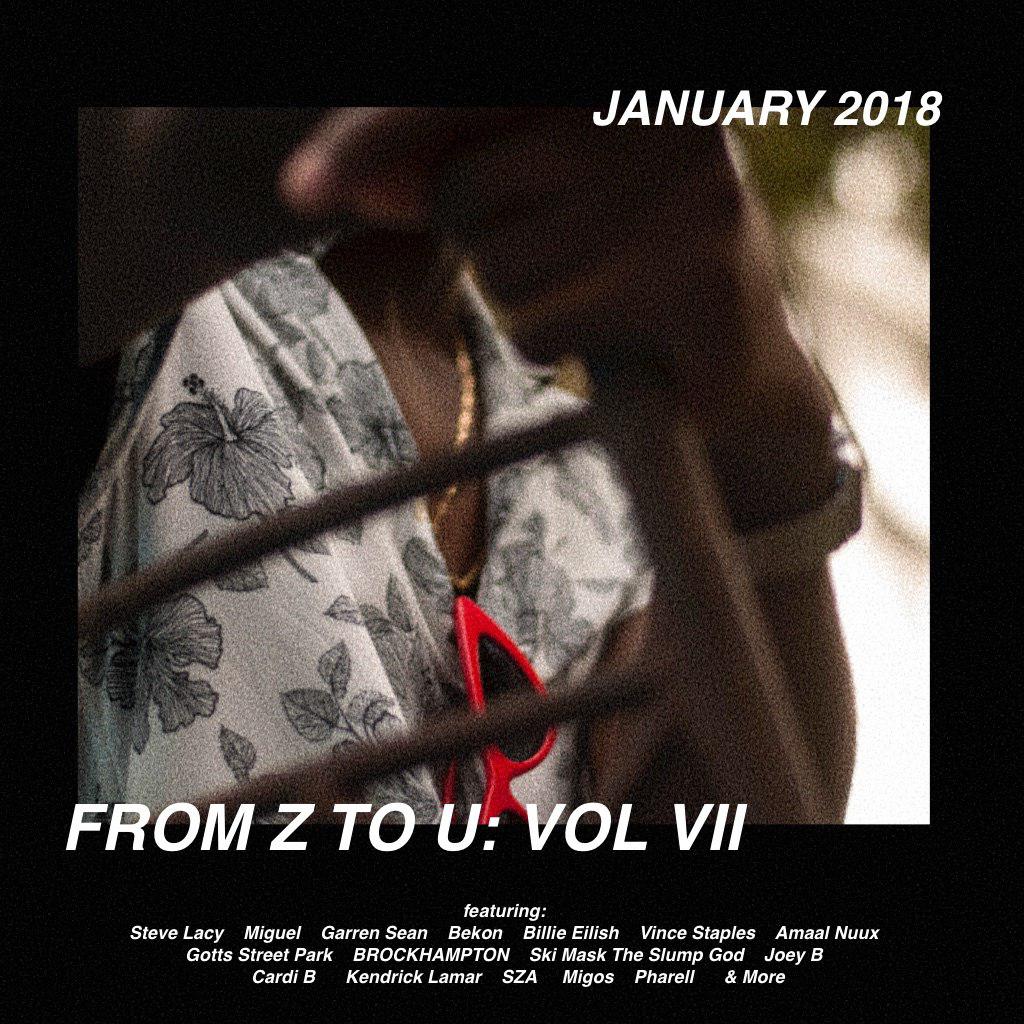 JANUARY 2018
FROM Z TO U: VOL VII
featuring:
Steve Lacy Miguel Garren Sean Bekon Billie Eilish Vince Staples Amaal Nuux
Gotts Street Park BROCKHAMPTON Ski Mask The Slump God Joey B
Cardi B Kendrick Lamar SZA Migos Pharell & More